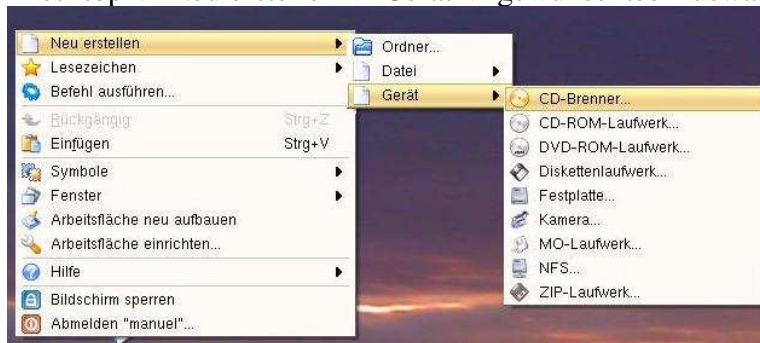 Neu erstellen
Lesezeichen
Befehl ausführen...
Rückgängig Strg+Z
Einfügen Strg+V
Symbole
Fenster
Arbeitsfläche neu aufbauen
Arbeitsfläche einrichten...
Hilfe
Bildschirm sperren
Abmelden "manuel"...
Ordner...
Datei
Gerät
CD-Brenner...
CD-ROM-Laufwerk...
DVD-ROM-Laufwerk...
Diskettenlaufwerk...
Festplatte...
Kamera...
MO-Laufwerk...
NFS...
ZIP-Laufwerk...